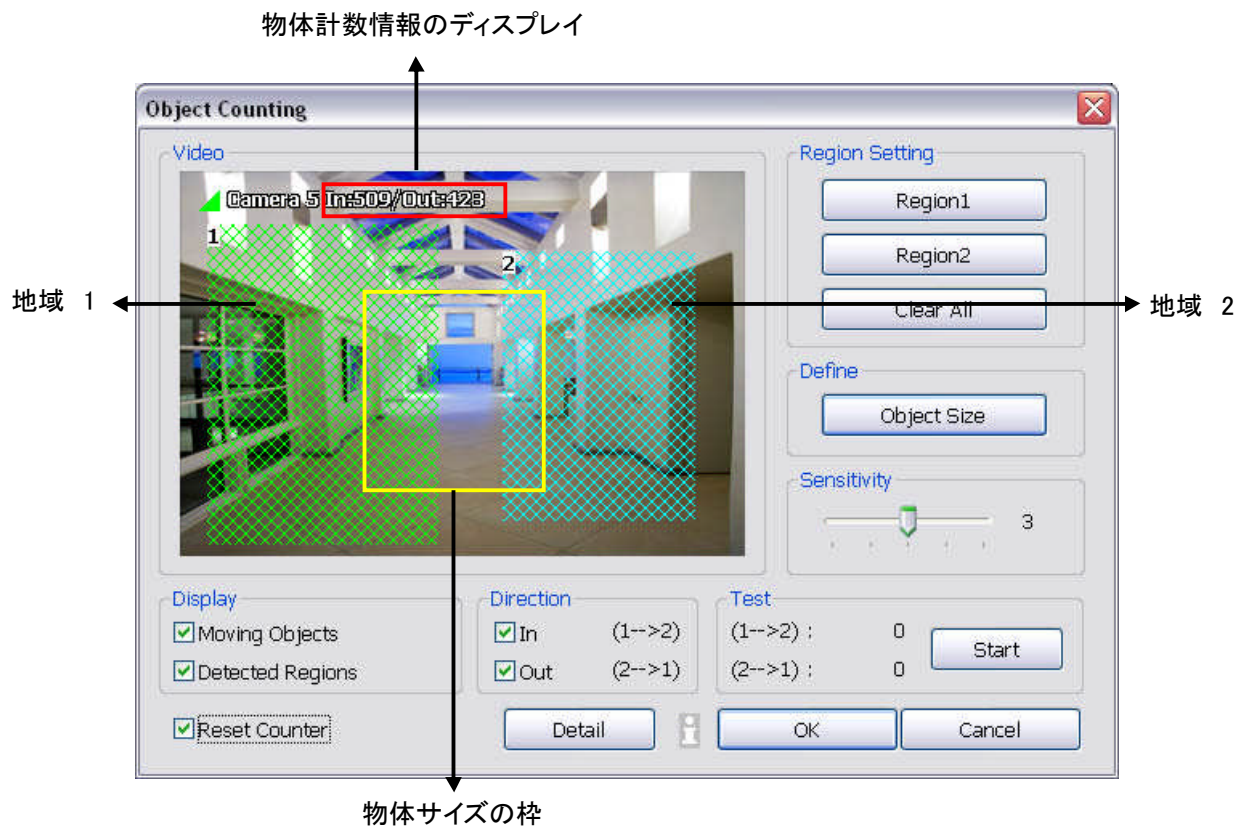 物体計数情報のディスプレイ
Object Counting
Video
Camera 5 In:509/Out:428
1
2
地域 1
地域 2
Region Setting
Region1
Region2
Clear All
Define
Object Size
Sensitivity
3
Display
Moving Objects
Detected Regions
Direction
In (1-->2)
Out (2-->1)
Test
(1-->2) : 0
(2-->1) : 0
Start
Reset Counter
Detail
OK
Cancel
物体サイズの枠